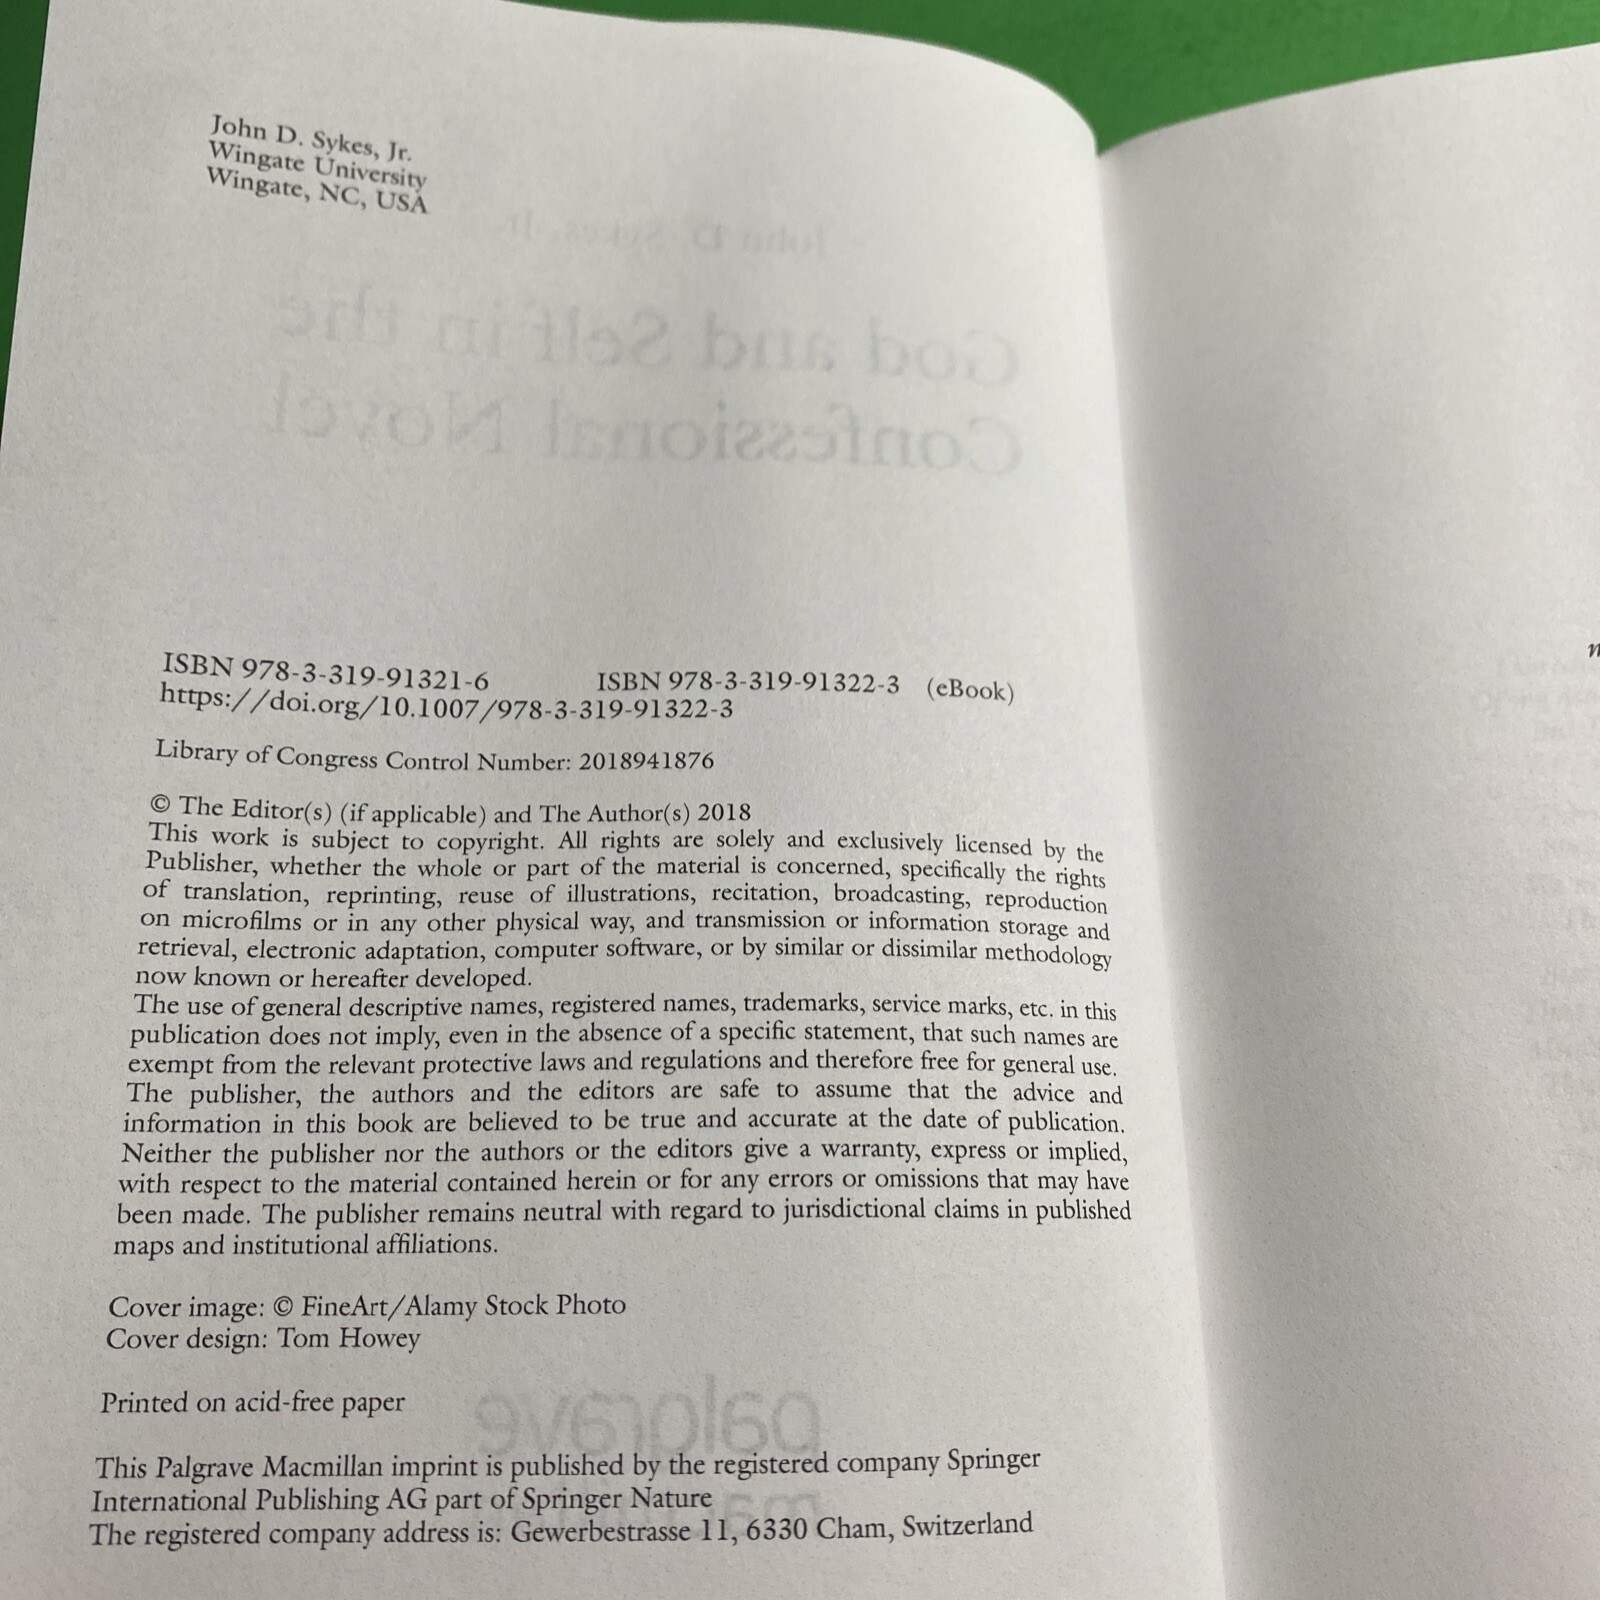 John D. Sykes, Jr.
Wingate University
Wingate, NC, USA
John D. Sykes, Jr.
God and Self in the
Confessional Novel
ISBN 978-3-319-91321-6 ISBN 978-3-319-91322-3 (eBook)
https://doi.org/10.1007/978-3-319-91322-3
Library of Congress Control Number: 2018941876
© The Editor(s) (if applicable) and The Author(s) 2018
This work is subject to copyright. All rights are solely and exclusively licensed by the
Publisher, whether the whole or part of the material is concerned, specifically the rights
of translation, reprinting, reuse of illustrations, recitation, broadcasting, reproduction
on microfilms or in any other physical way, and transmission or information storage and
retrieval, electronic adaptation, computer software, or by similar or dissimilar methodology
now known or hereafter developed.
The use of general descriptive names, registered names, trademarks, service marks, etc. in this
publication does not imply, even in the absence of a specific statement, that such names are
exempt from the relevant protective laws and regulations and therefore free for general use.
The publisher, the authors and the editors are safe to assume that the advice and
information in this book are believed to be true and accurate at the date of publication.
Neither the publisher nor the authors or the editors give a warranty, express or implied,
with respect to the material contained herein or for any errors or omissions that may have
been made. The publisher remains neutral with regard to jurisdictional claims in published
maps and institutional affiliations.
Cover image: © FineArt/Alamy Stock Photo
Cover design: Tom Howey
Printed on acid-free paper
palgrave
This Palgrave Macmillan imprint is published by the registered company Springer
International Publishing AG part of Springer Nature
The registered company address is: Gewerbestrasse 11, 6330 Cham, Switzerland